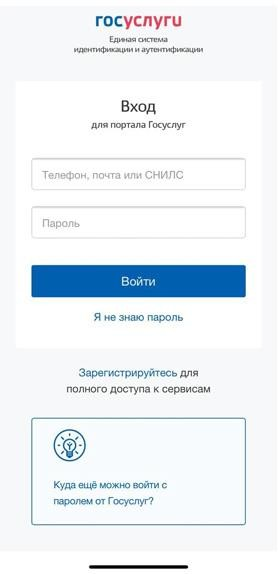 госуслуги
Единая система
идентификации и аутентификации
Вход
для портала Госуслуг
Телефон, почта или СНИЛС
Пароль
Войти
Я не знаю пароль
Зарегистрируйтесь для
полного доступа к сервисам
Куда ещё можно войти с
паролем от Госуслуг?